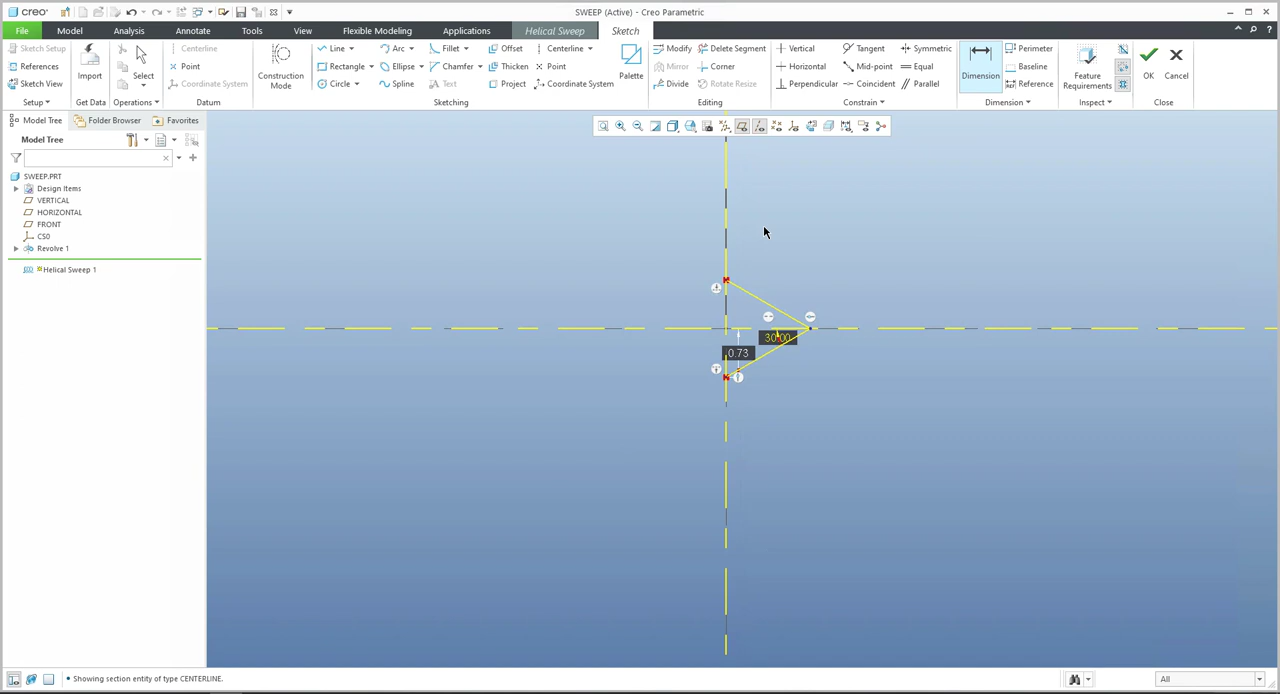 creo SWEEP (Active) - Creo Parametric
File Model Analysis Annotate Tools View Flexible Modeling Applications Helical Sweep Sketch
Sketch Setup Centerline Line Arc Fillet Offset Centerline Modify Delete Segment Vertical Tangent Symmetric Perimeter
References Point Rectangle Ellipse Chamfer Thicken Point Mirror Corner Horizontal Mid-point Equal Baseline
Sketch View Import Select Coordinate System Construction Mode Circle Spline Project Coordinate System Palette Divide Rotate Resize Perpendicular Coincident Parallel Dimension Reference Feature Requirements OK Cancel
Setup Get Data Operations Datum Sketching Editing Constrain Dimension Inspect Close
Model Tree Folder Browser Favorites
Model Tree
SWEEP.PRT
Design Items
VERTICAL
HORIZONTAL
FRONT
CS0
Revolve 1
Helical Sweep 1
30.00
0.73
Showing section entity of type CENTERLINE.
All